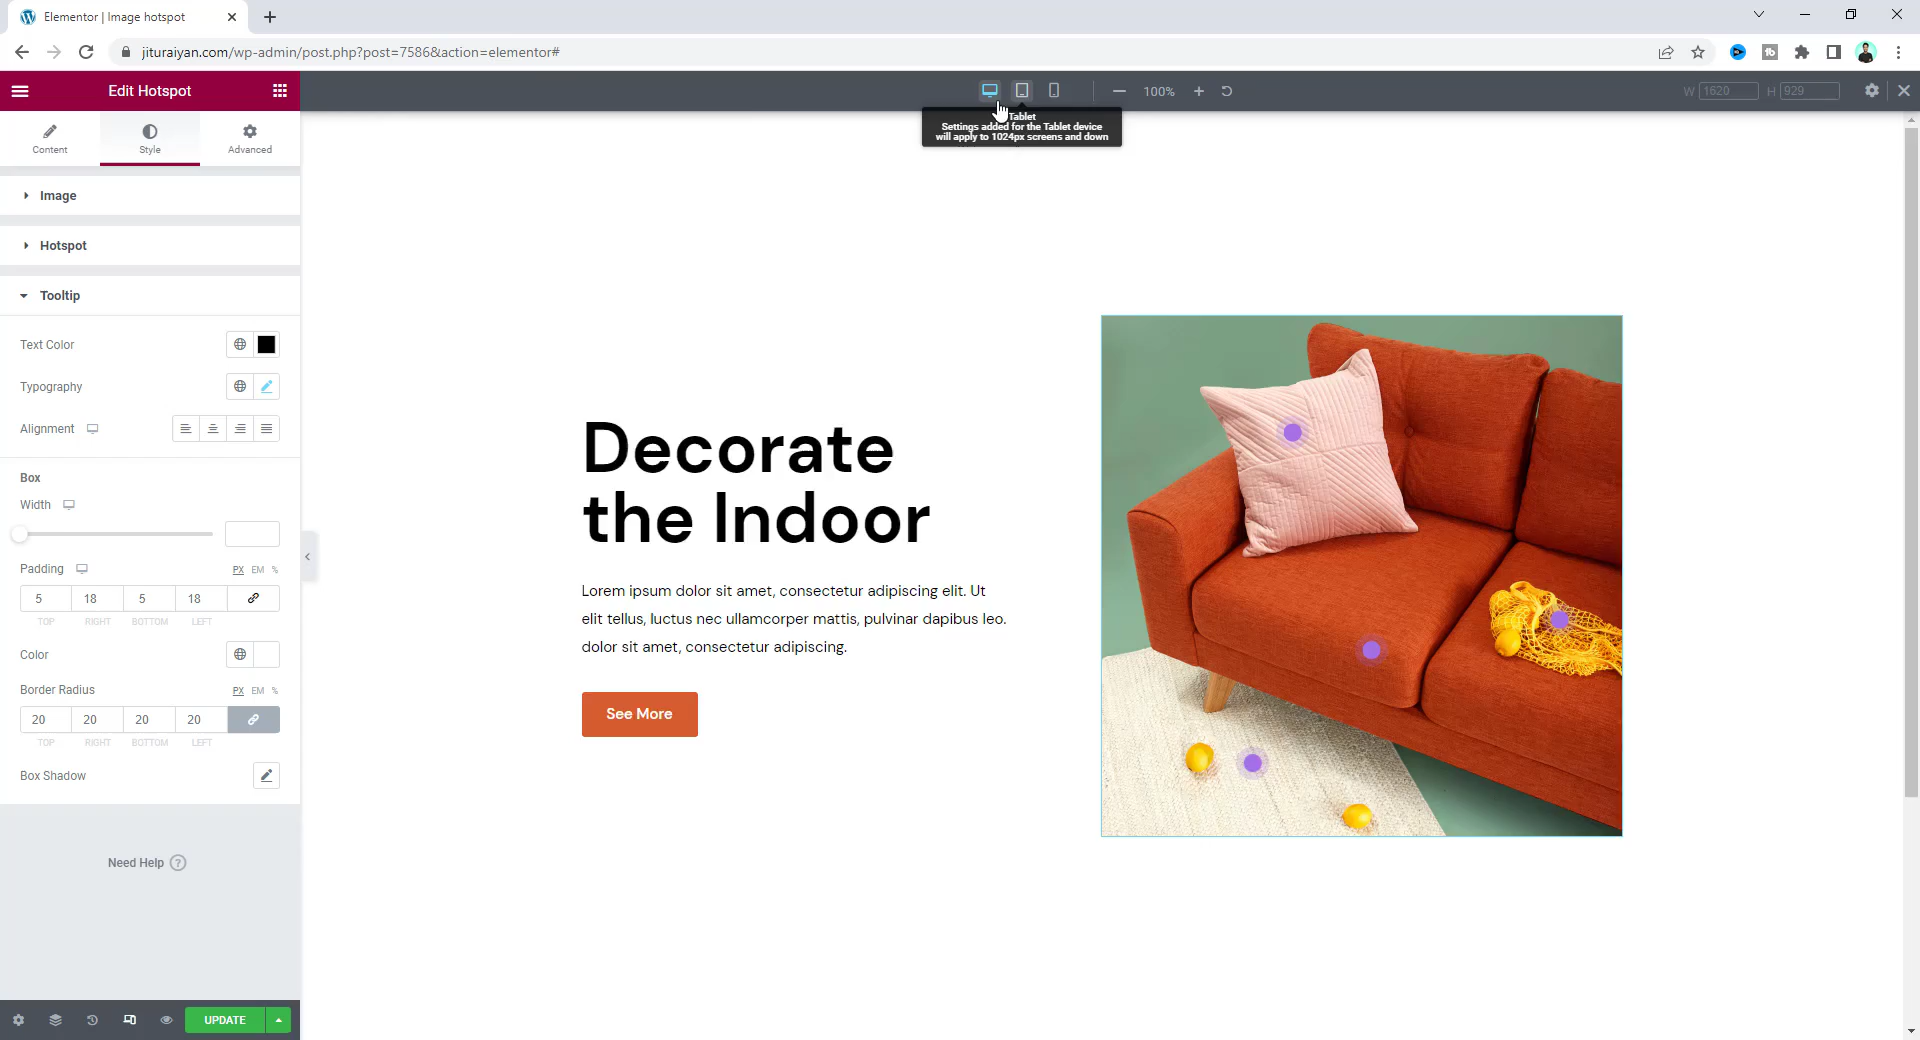 Elementor | Image hotspot
jituraiyan.com/wp-admin/post.php?post=7586&action=elementor#
Edit Hotspot
100%
W 1620 H 929
Tablet
Settings added for the Tablet device
will apply to 1024px screens and down
Content Style Advanced
Image
Hotspot
Tooltip
Text Color
Typography
Alignment
Box
Width
Padding PX EM %
5 18 5 18
TOP RIGHT BOTTOM LEFT
Color
Border Radius PX EM %
20 20 20 20
TOP RIGHT BOTTOM LEFT
Box Shadow
Need Help ?
UPDATE
Decorate
the Indoor
Lorem ipsum dolor sit amet, consectetur adipiscing elit. Ut
elit tellus, luctus nec ullamcorper mattis, pulvinar dapibus leo.
dolor sit amet, consectetur adipiscing.
See More